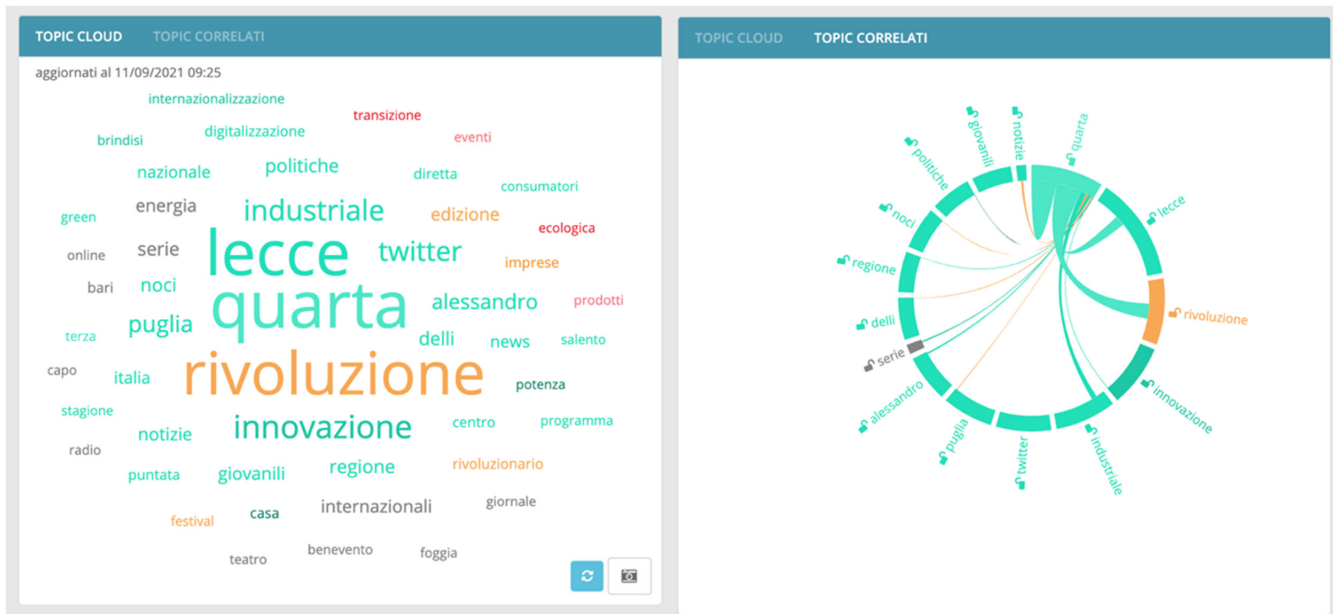 TOPIC CLOUD TOPIC CORRELATI
aggiornati al 11/09/2021 09:25
internazionalizzazione
transizione
brindisi digitalizzazione eventi
nazionale politiche diretta
consumatori
green energia industriale edizione
ecologica
online serie lecce twitter imprese
bari noci quarta alessandro prodotti
terza puglia delli news salento
capo italia rivoluzione potenza
stagione
radio notizie innovazione centro programma
puntata giovanili regione rivoluzionario
festival casa internazionali giornale
teatro benevento foggia
TOPIC CLOUD TOPIC CORRELATI
quarta
lecce
rivoluzione
innovazione
industriale
twitter
puglia
alessandro
serie
delli
regione
noci
politiche
giovanili
notizie